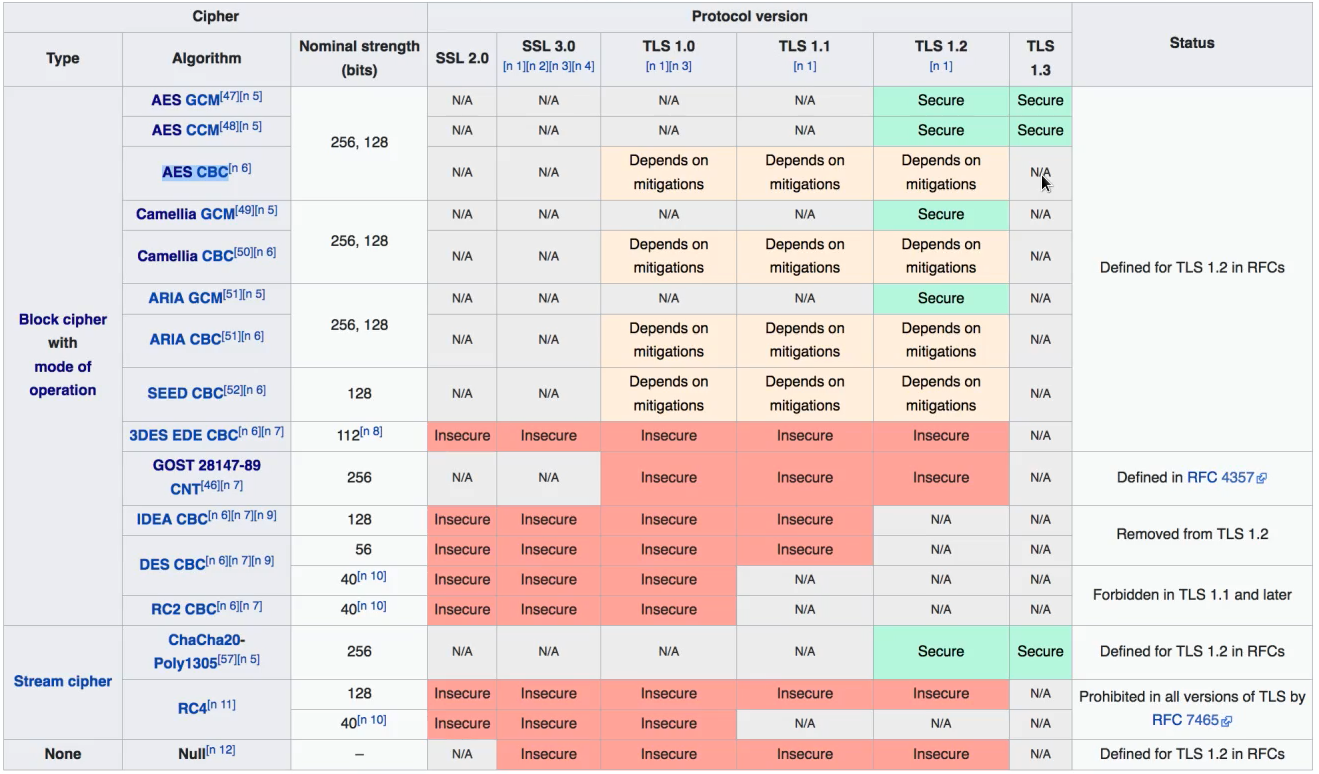 Cipher Protocol version Status
Type Algorithm Nominal strength (bits) SSL 2.0 SSL 3.0 [n 1][n 2][n 3][n 4] TLS 1.0 [n 1][n 3] TLS 1.1 [n 1] TLS 1.2 [n 1] TLS 1.3
Block cipher with mode of operation
AES GCM[47][n 5] 256, 128 N/A N/A N/A N/A Secure Secure Defined for TLS 1.2 in RFCs
AES CCM[48][n 5] N/A N/A N/A N/A Secure Secure
AES CBC[n 6] N/A N/A Depends on mitigations Depends on mitigations Depends on mitigations N/A
Camellia GCM[49][n 5] 256, 128 N/A N/A N/A N/A Secure N/A
Camellia CBC[50][n 6] N/A N/A Depends on mitigations Depends on mitigations Depends on mitigations N/A
ARIA GCM[51][n 5] 256, 128 N/A N/A N/A N/A Secure N/A
ARIA CBC[51][n 6] N/A N/A Depends on mitigations Depends on mitigations Depends on mitigations N/A
SEED CBC[52][n 6] 128 N/A N/A Depends on mitigations Depends on mitigations Depends on mitigations N/A
3DES EDE CBC[n 6][n 7] 112[n 8] Insecure Insecure Insecure Insecure Insecure N/A
GOST 28147-89 CNT[46][n 7] 256 N/A N/A Insecure Insecure Insecure N/A Defined in RFC 4357
IDEA CBC[n 6][n 7][n 9] 128 Insecure Insecure Insecure Insecure N/A N/A Removed from TLS 1.2
DES CBC[n 6][n 7][n 9] 56 Insecure Insecure Insecure Insecure N/A N/A
40[n 10] Insecure Insecure Insecure N/A N/A N/A Forbidden in TLS 1.1 and later
RC2 CBC[n 6][n 7] 40[n 10] Insecure Insecure Insecure N/A N/A N/A
Stream cipher
ChaCha20-Poly1305[57][n 5] 256 N/A N/A N/A N/A Secure Secure Defined for TLS 1.2 in RFCs
RC4[n 11] 128 Insecure Insecure Insecure Insecure Insecure N/A Prohibited in all versions of TLS by RFC 7465
40[n 10] Insecure Insecure Insecure N/A N/A N/A
None Null[n 12] – N/A Insecure Insecure Insecure Insecure N/A Defined for TLS 1.2 in RFCs